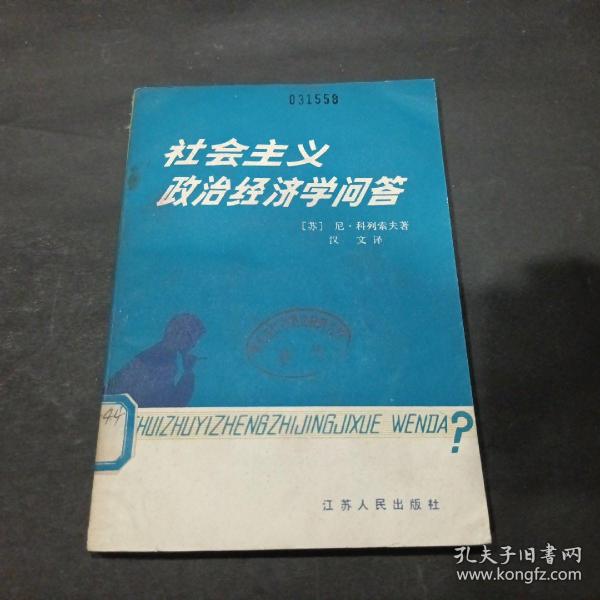 031558
社会主义
政治经济学问答
[苏] 尼·科列索夫著
汉 文 译
44
HUIZHUYIZHENGZHIJINGJIXUE WENDA?
江苏人民出版社
孔夫子旧书网
www.kongfz.com